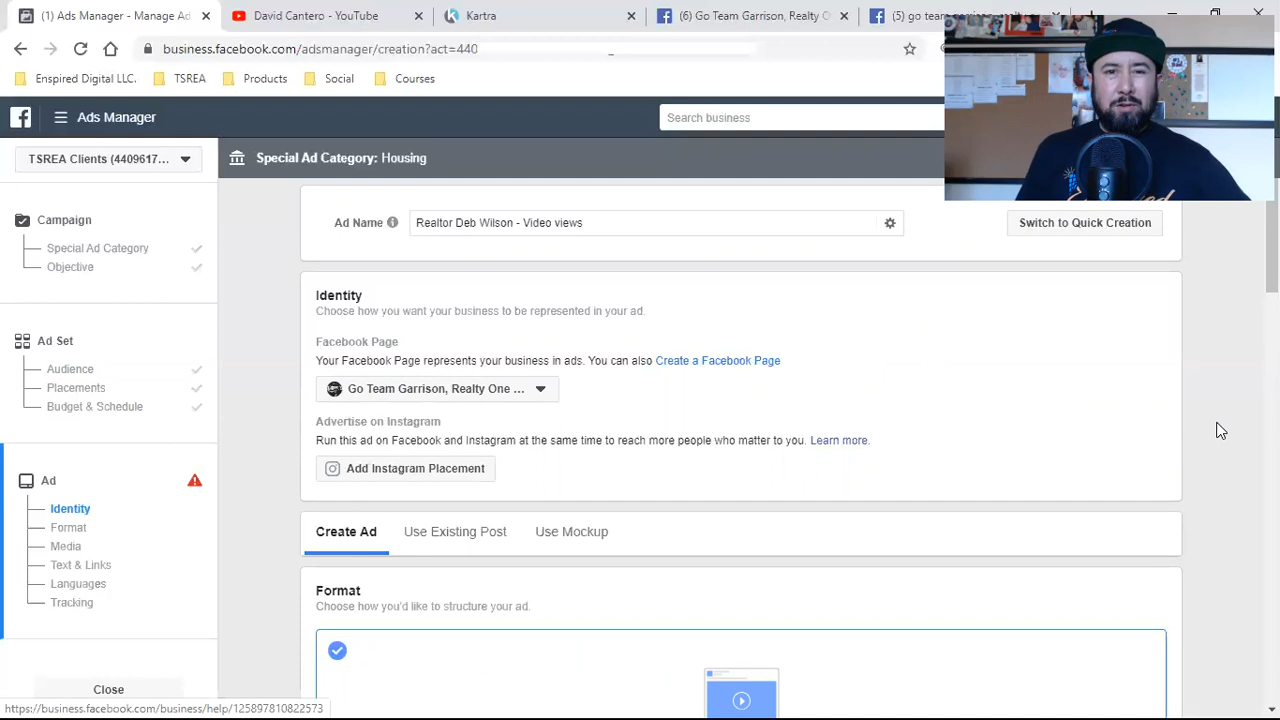 (1) Ads Manager - Manage Ad
David Cantero - YouTube
Kartra
(6) Go Team Garrison, Realty O
(5) go team garrison, realty o
business.facebook.com/adsmanager/creation?act=440
Enspired Digital LLC.
TSREA
Products
Social
Courses
Ads Manager
Search business
TSREA Clients (4409617...
Special Ad Category: Housing
Ad Name
Realtor Deb Wilson - Video views
Switch to Quick Creation
Campaign
Special Ad Category
Objective
Identity
Choose how you want your business to be represented in your ad.
Facebook Page
Your Facebook Page represents your business in ads. You can also Create a Facebook Page
Go Team Garrison, Realty One ...
Ad Set
Audience
Placements
Budget & Schedule
Advertise on Instagram
Run this ad on Facebook and Instagram at the same time to reach more people who matter to you. Learn more.
Add Instagram Placement
Ad
Identity
Format
Media
Text & Links
Languages
Tracking
Create Ad
Use Existing Post
Use Mockup
Format
Choose how you'd like to structure your ad.
Close
https://business.facebook.com/business/help/125897810822573